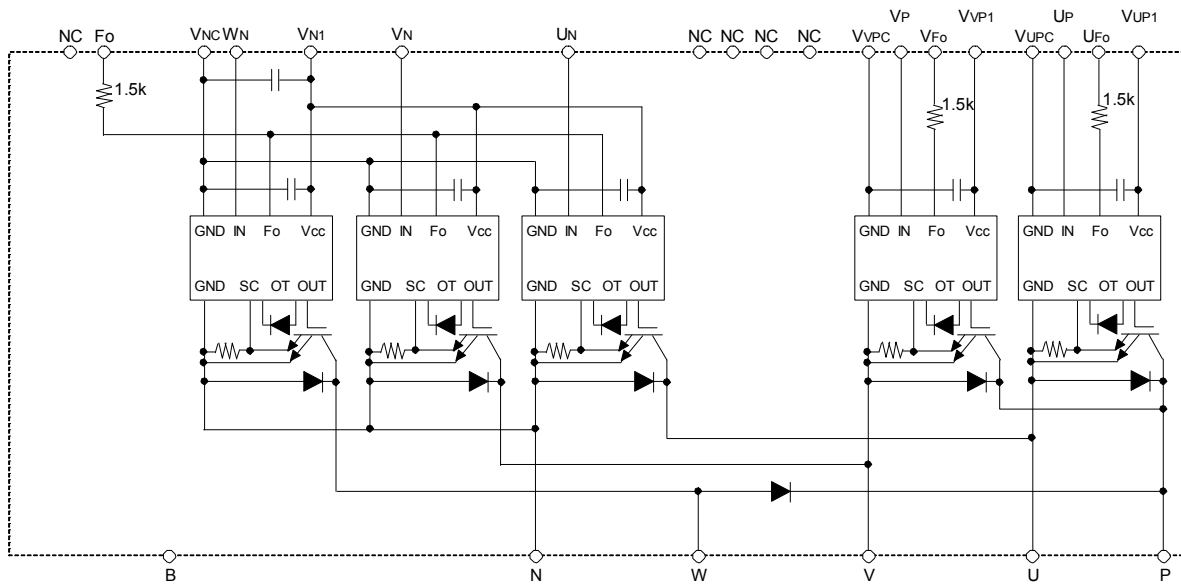 NC Fo VNC WN VN1 VN UN NC NC NC NC VVPC VP VFo VVP1 VUPC UP UFo VUP1
1.5k 1.5k 1.5k
GND IN Fo Vcc GND IN Fo Vcc GND IN Fo Vcc GND IN Fo Vcc GND IN Fo Vcc
GND SC OT OUT GND SC OT OUT GND SC OT OUT GND SC OT OUT GND SC OT OUT
B N W V U P